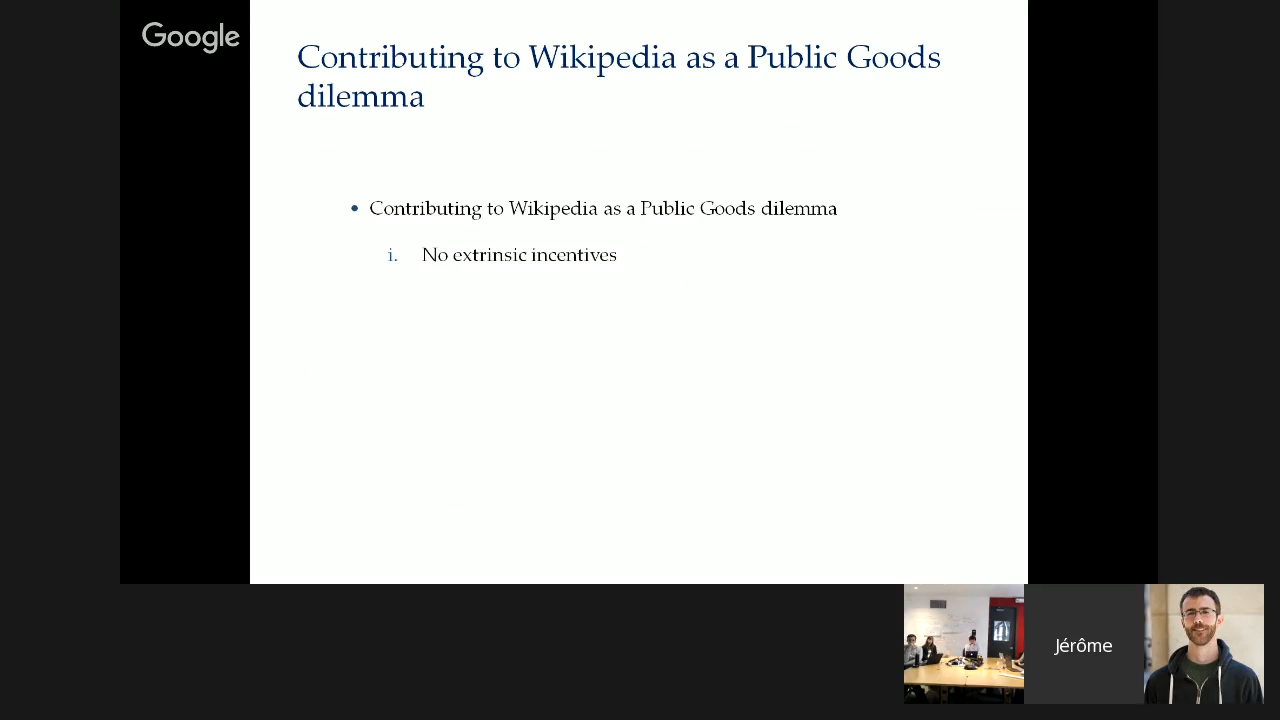 Google
Contributing to Wikipedia as a Public Goods
dilemma
• Contributing to Wikipedia as a Public Goods dilemma
i. No extrinsic incentives
Jérôme